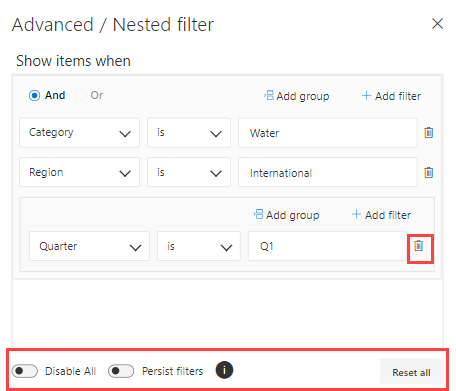 Advanced / Nested filter
Show items when
And Or Add group Add filter
Category is Water
Region is International
Add group Add filter
Quarter is Q1
Disable All Persist filters i Reset all